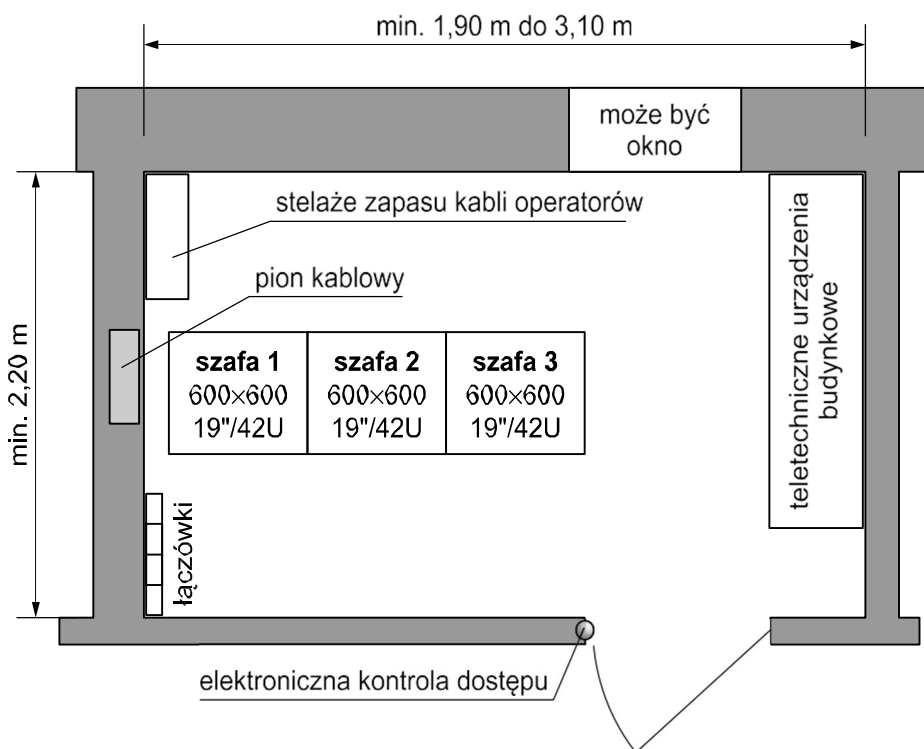 min. 1,90 m do 3,10 m
może być
okno
stelaże zapasu kabli operatorów
pion kablowy
min. 2,20 m
szafa 1
600×600
19"/42U
szafa 2
600×600
19"/42U
szafa 3
600×600
19"/42U
teletechniczne urządzenia
budynkowe
łączówki
elektroniczna kontrola dostępu